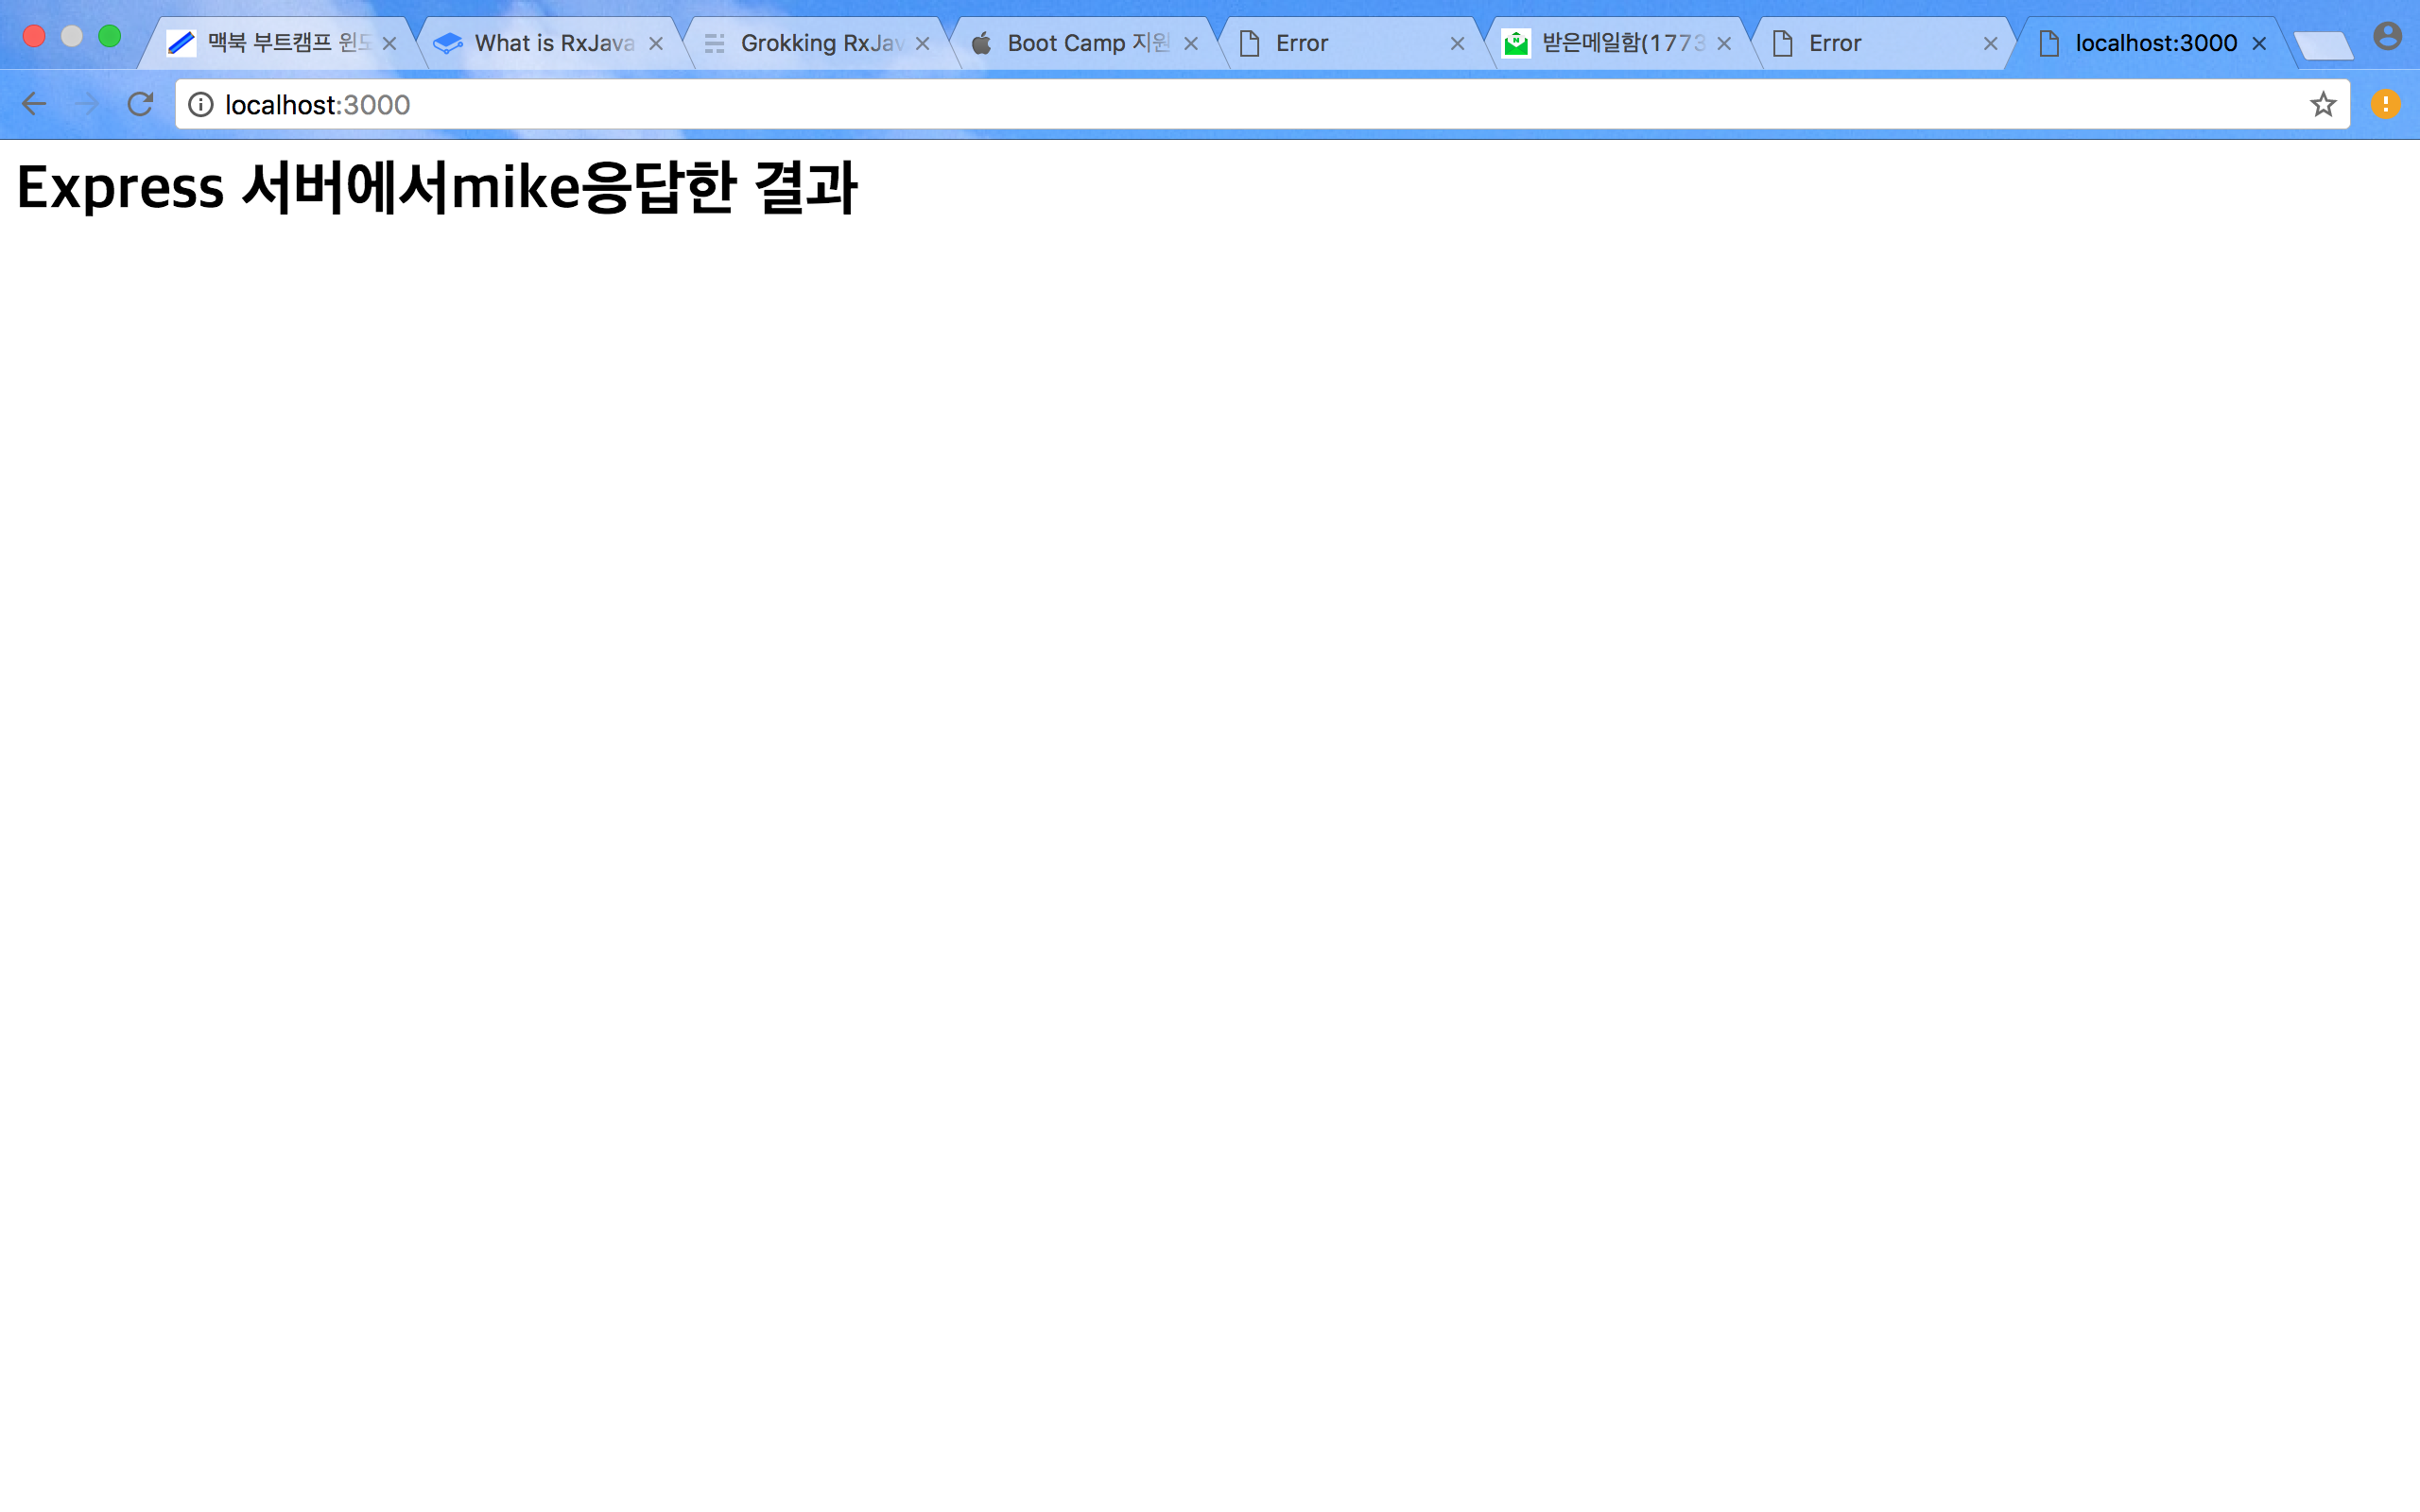 맥북 부트캠프 윈도
What is RxJava
Grokking RxJav
Boot Camp 지원
Error
받은메일함(1773
Error
localhost:3000
localhost:3000
Express 서버에서mike응답한 결과